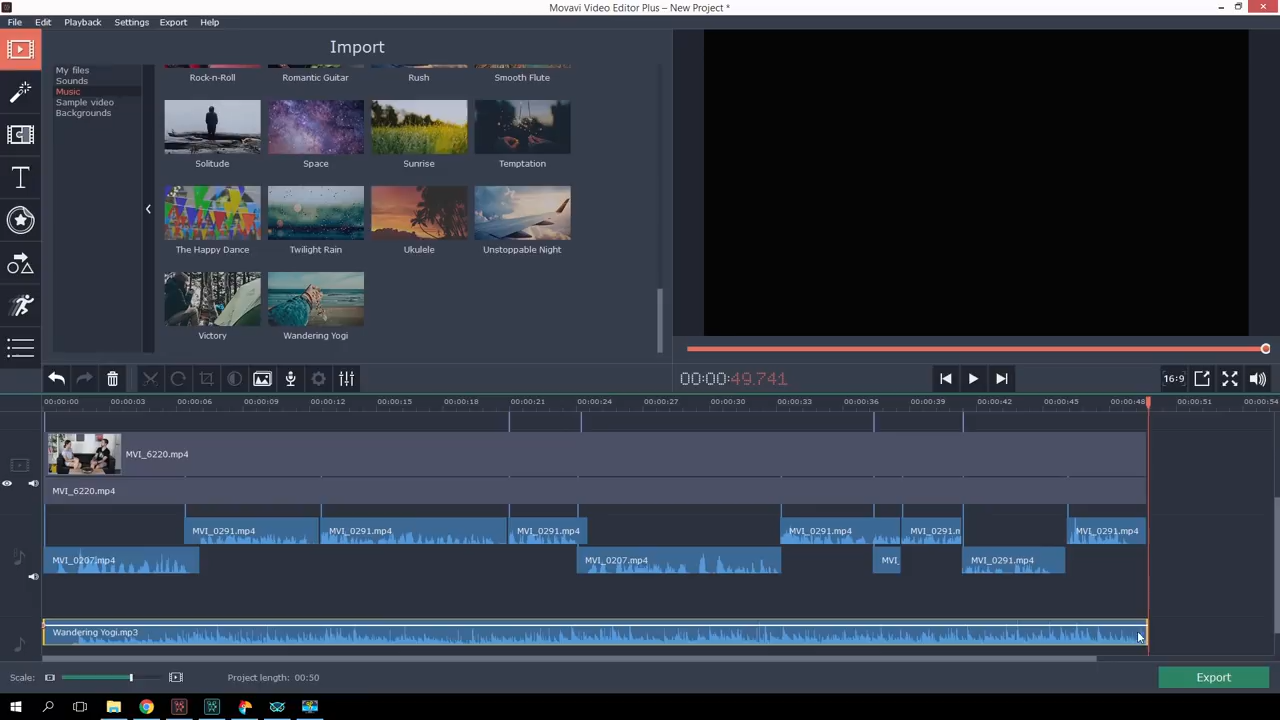 Movavi Video Editor Plus – New Project *
File Edit Playback Settings Export Help
Import
My files
Sounds
Music
Sample video
Backgrounds
Rock-n-Roll Romantic Guitar Rush Smooth Flute
Solitude Space Sunrise Temptation
The Happy Dance Twilight Rain Ukulele Unstoppable Night
Victory Wandering Yogi
00:00:49.741
16:9
00:00:00 00:00:03 00:00:06 00:00:09 00:00:12 00:00:15 00:00:18 00:00:21 00:00:24 00:00:27 00:00:30 00:00:33 00:00:36 00:00:39 00:00:42 00:00:45 00:00:48 00:00:51 00:00:54
MVI_6220.mp4
MVI_6220.mp4
MVI_0291.mp4 MVI_0291.mp4 MVI_0291.mp4 MVI_0291.mp4 MVI_0291.n MVI_0291.mp4
MVI_0207.mp4 MVI_0207.mp4 MVI_ MVI_0291.mp4
Wandering Yogi.mp3
Scale: Project length: 00:50 Export